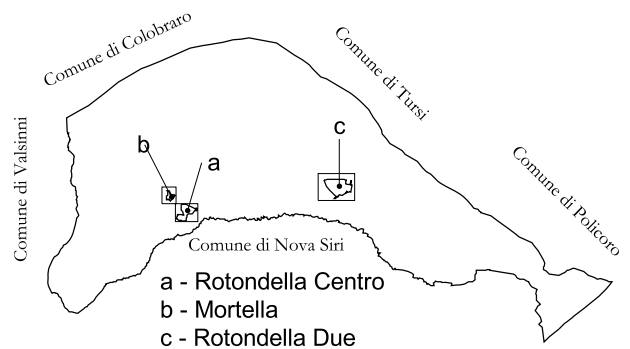 Comune di Colobraro
Comune di Tursi
Comune di Valsinni
b
a
c
Comune di Policoro
Comune di Nova Siri
a - Rotondella Centro
b - Mortella
c - Rotondella Due